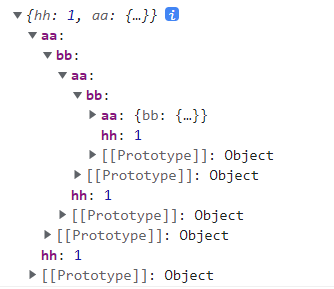 ▼ {hh: 1, aa: {…}} i
▼ aa:
▼ bb:
▼ aa:
▼ bb:
▶ aa: {bb: {…}}
hh: 1
▶ [[Prototype]]: Object
▶ [[Prototype]]: Object
hh: 1
▶ [[Prototype]]: Object
▶ [[Prototype]]: Object
hh: 1
▶ [[Prototype]]: Object